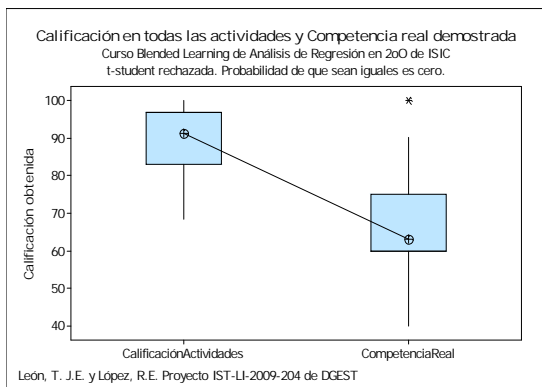 Calificación en todas las actividades y Competencia real demostrada
Curso Blended Learning de Análisis de Regresión en 2oO de ISIC
t-student rechazada. Probabilidad de que sean iguales es cero.
Calificación obtenida
100
90
80
70
60
50
40
CalificaciónActividades
CompetenciaReal
León, T. J.E. y López, R.E. Proyecto IST-LI-2009-204 de DGEST